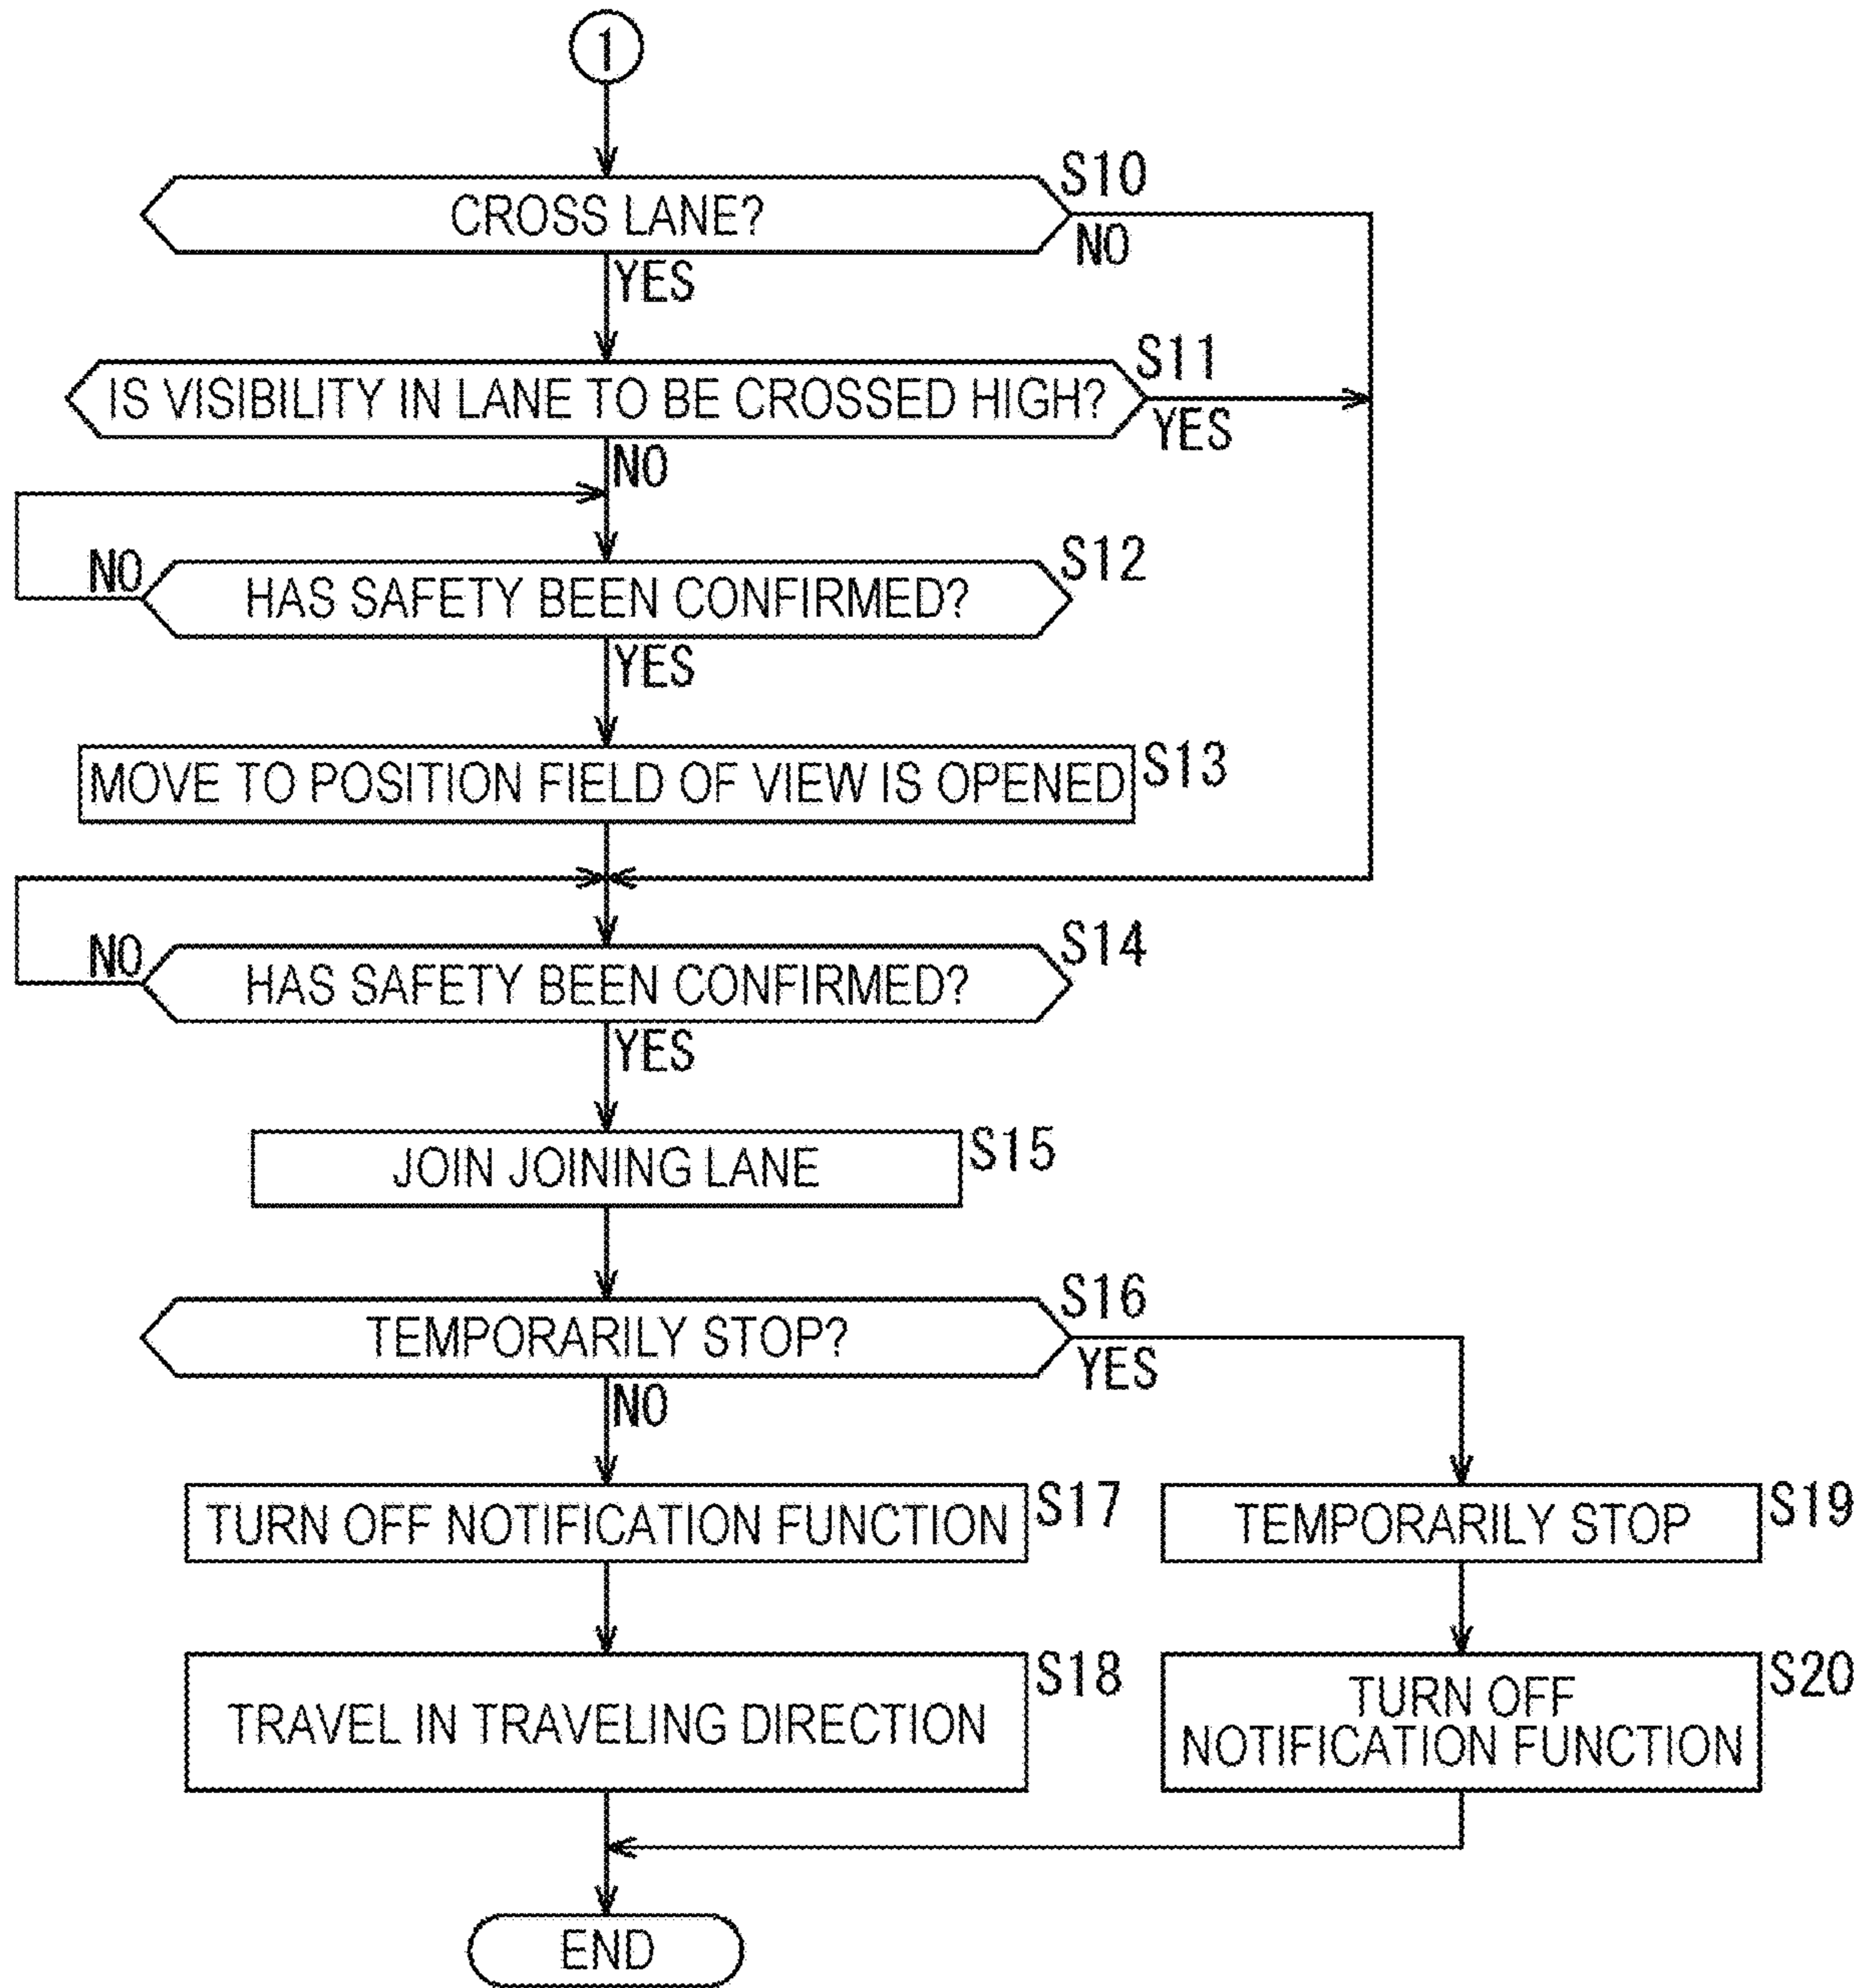 1
CROSS LANE?
S10
NO
YES
IS VISIBILITY IN LANE TO BE CROSSED HIGH?
S11
YES
NO
HAS SAFETY BEEN CONFIRMED?
S12
NO
YES
MOVE TO POSITION FIELD OF VIEW IS OPENED
S13
HAS SAFETY BEEN CONFIRMED?
S14
NO
YES
JOIN JOINING LANE
S15
TEMPORARILY STOP?
S16
YES
NO
TURN OFF NOTIFICATION FUNCTION
S17
TEMPORARILY STOP
S19
TRAVEL IN TRAVELING DIRECTION
S18
TURN OFF
NOTIFICATION FUNCTION
S20
END